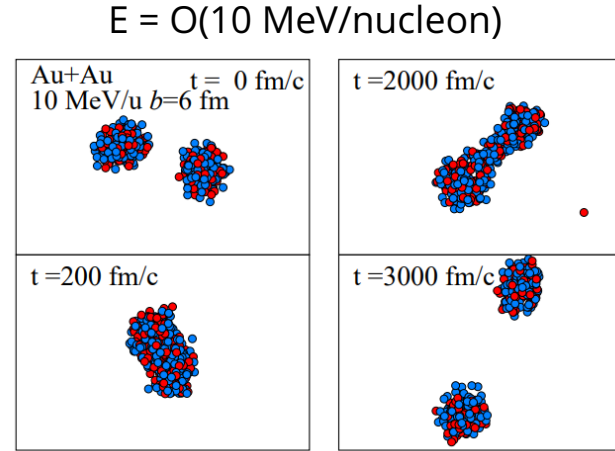 E = O(10 MeV/nucleon)
Au+Au t = 0 fm/c
10 MeV/u b=6 fm
t =2000 fm/c
t =200 fm/c
t =3000 fm/c